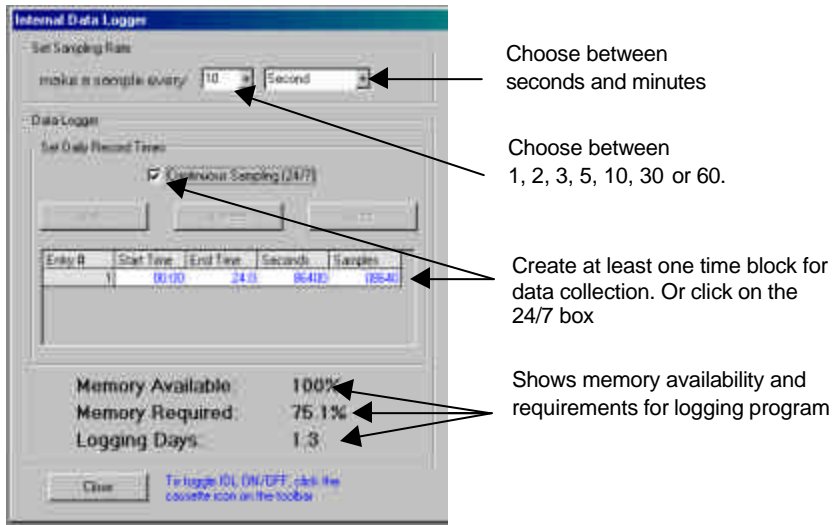 Internal Data Logger
Set Sampling Rate
make a sample every 10 Second
Choose between
seconds and minutes
Data Logger
Set Daily Record Times
Continuous Sampling (24/7)
Choose between
1, 2, 3, 5, 10, 30 or 60.
Entry # Start Time End Time Seconds Samples
1 00:00 24:0 86400 08640
Create at least one time block for
data collection. Or click on the
24/7 box
Memory Available: 100%
Memory Required: 75.1%
Logging Days: 1.3
Shows memory availability and
requirements for logging program
Close
To toggle IDL ON/OFF, click the
cassette icon on the toolbar